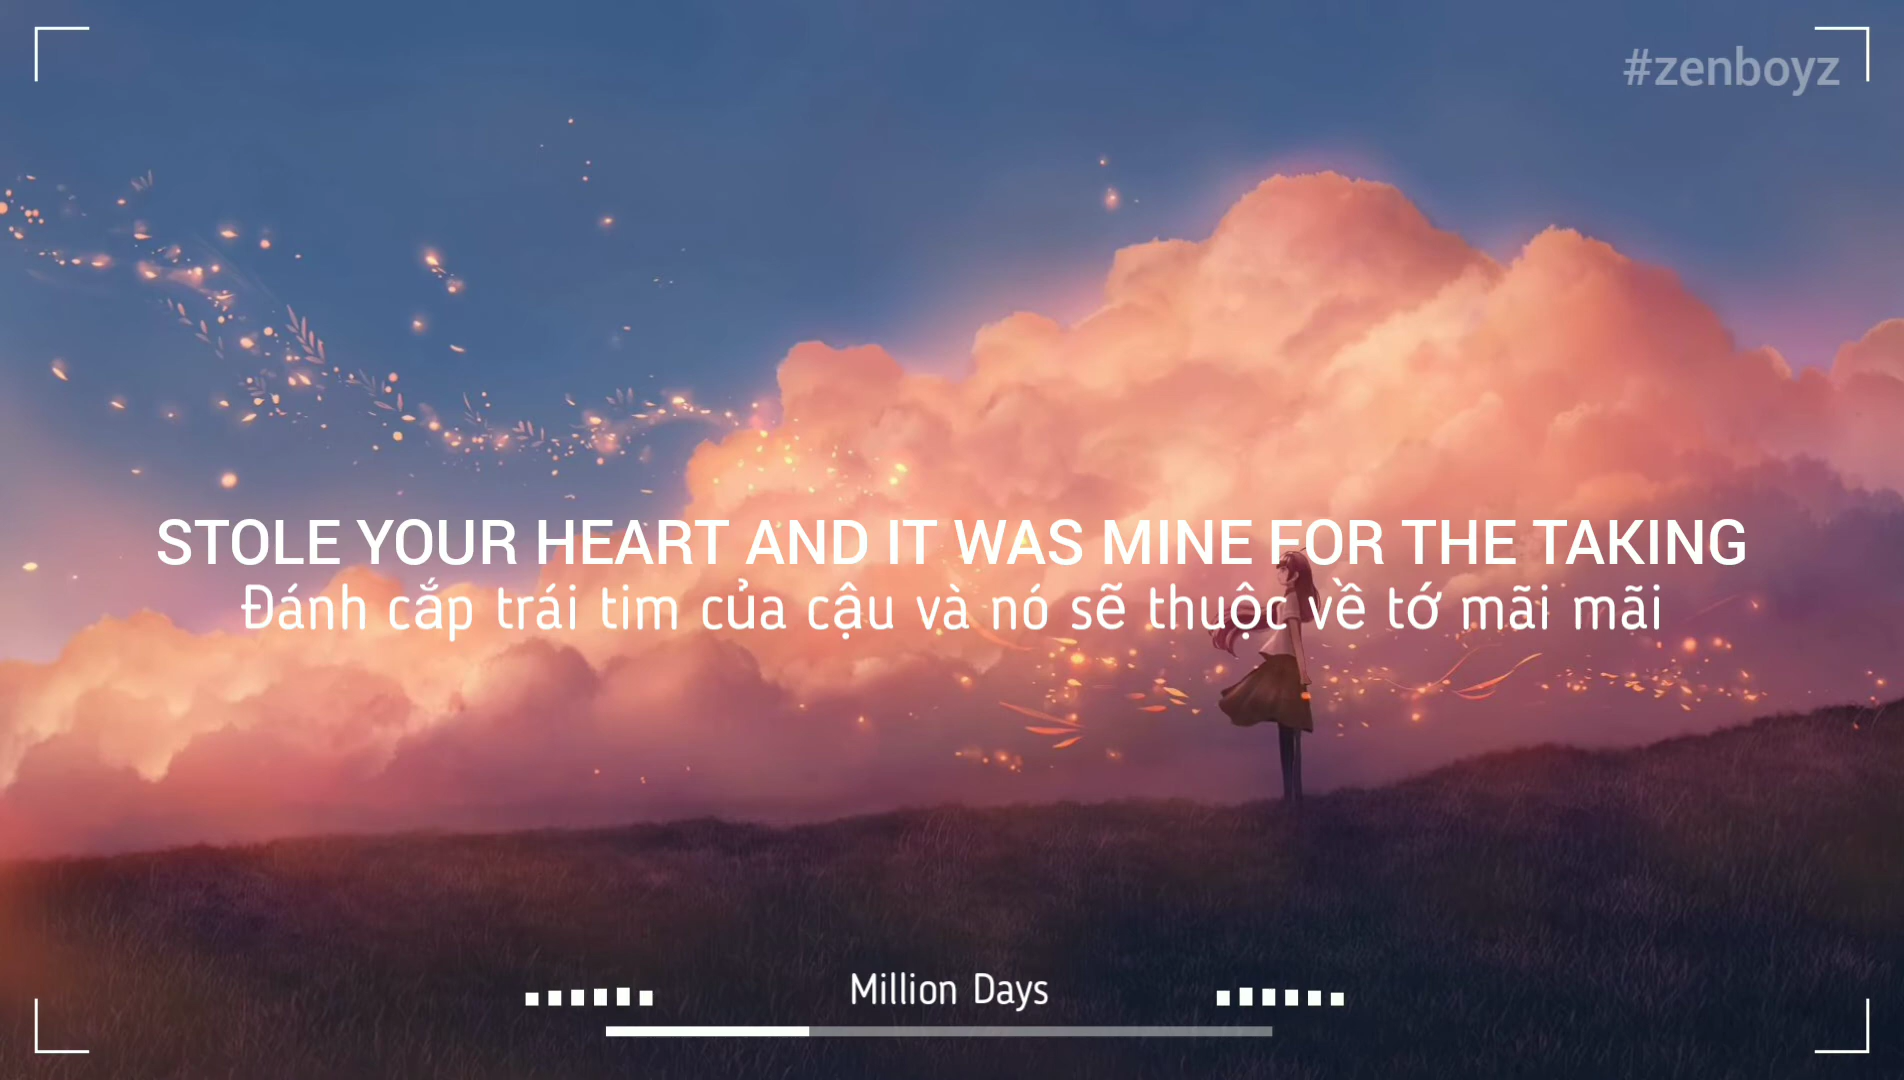 #zenboyz
STOLE YOUR HEART AND IT WAS MINE FOR THE TAKING
Đánh cắp trái tim của cậu và nó sẽ thuộc về tớ mãi mãi
Million Days